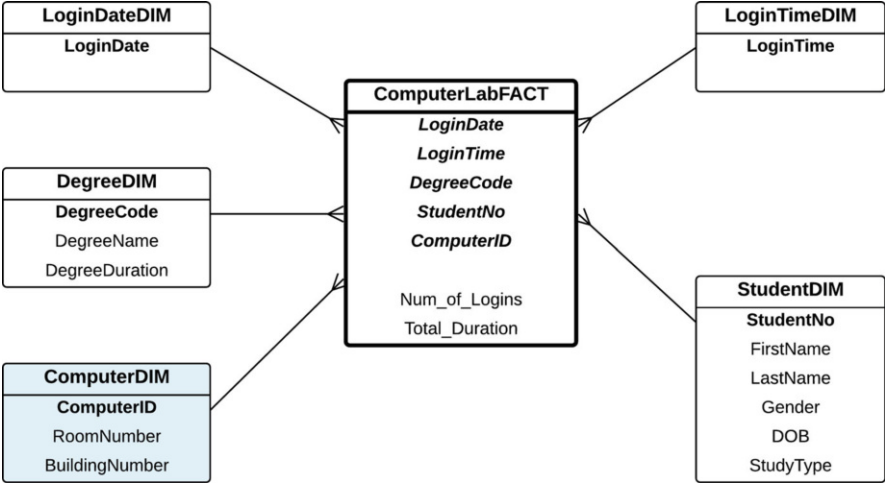 LoginDateDIM
LoginDate
LoginTimeDIM
LoginTime
ComputerLabFACT
LoginDate
LoginTime
DegreeCode
StudentNo
ComputerID
Num_of_Logins
Total_Duration
DegreeDIM
DegreeCode
DegreeName
DegreeDuration
StudentDIM
StudentNo
FirstName
LastName
Gender
DOB
StudyType
ComputerDIM
ComputerID
RoomNumber
BuildingNumber